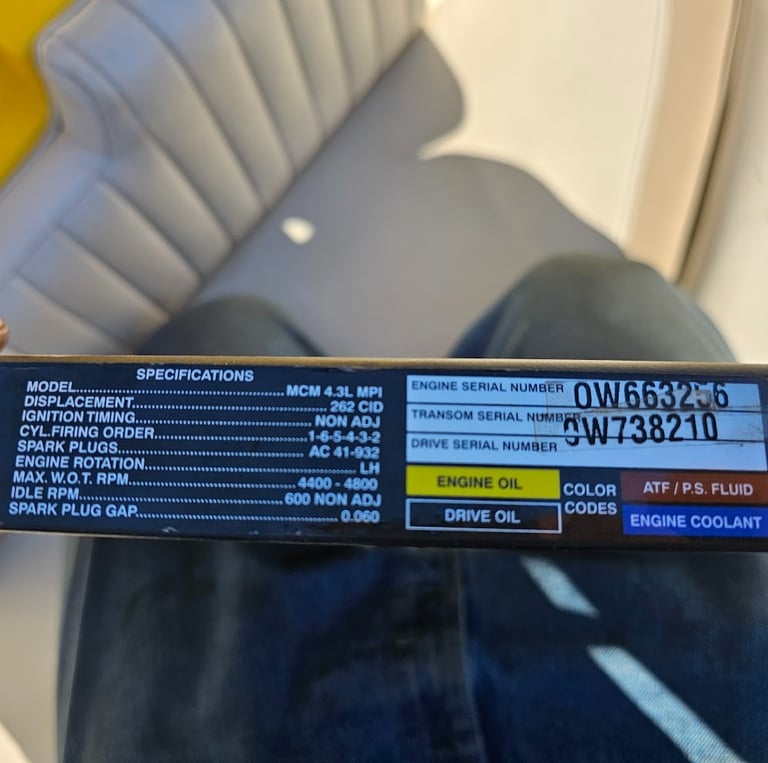 SPECIFICATIONS
MODEL MCM 4.3L MPI
DISPLACEMENT 262 CID
IGNITION TIMING NON ADJ
CYL.FIRING ORDER 1-6-5-4-3-2
SPARK PLUGS AC 41-932
ENGINE ROTATION LH
MAX. W.O.T. RPM 4400 - 4800
IDLE RPM 600 NON ADJ
SPARK PLUG GAP 0.060
ENGINE SERIAL NUMBER
TRANSOM SERIAL NUMBER 0W738210
DRIVE SERIAL NUMBER
ENGINE OIL
DRIVE OIL
COLOR
CODES
ATF / P.S. FLUID
ENGINE COOLANT